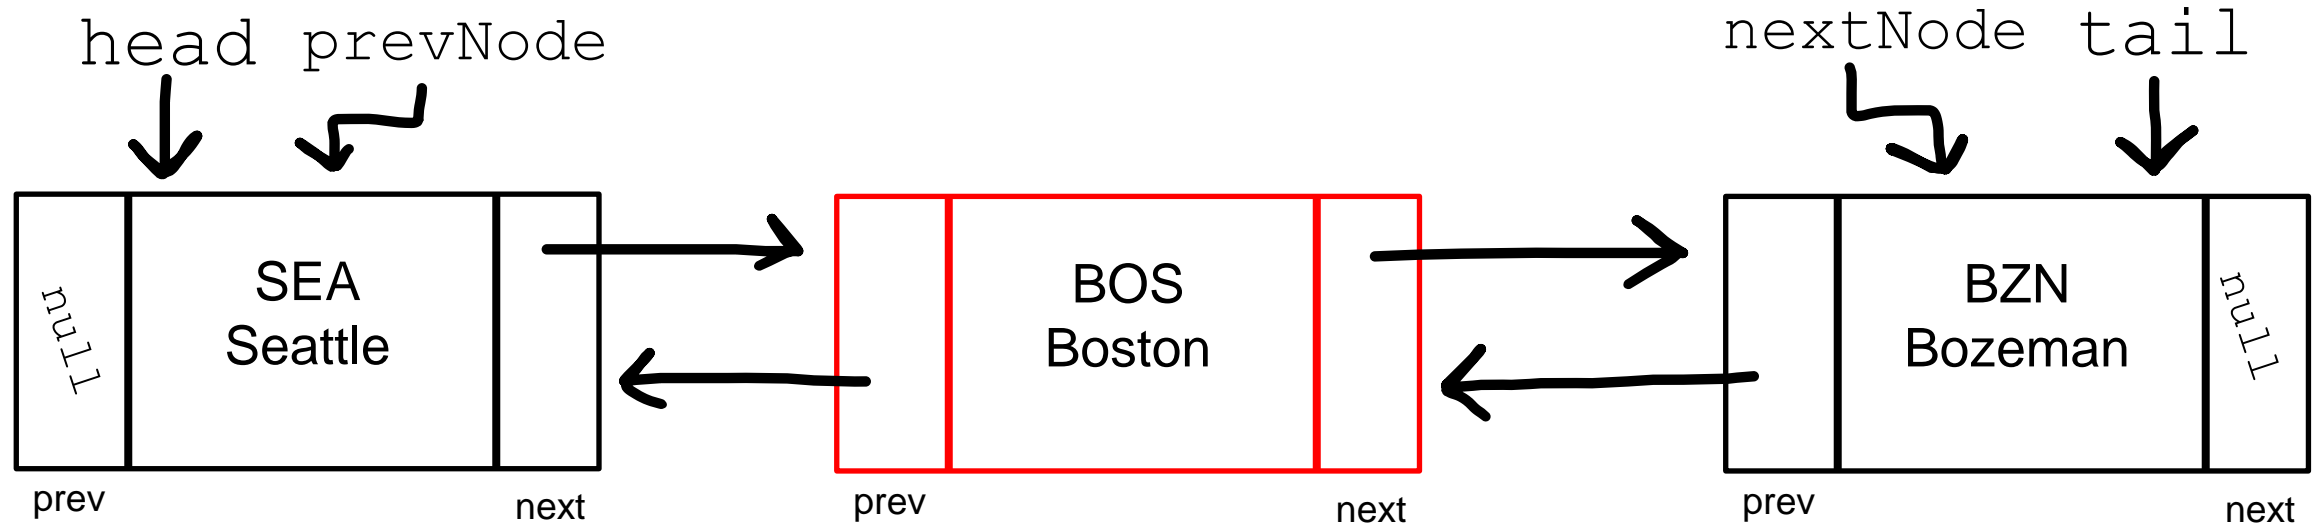 head prevNode nextNode tail
null
SEA
Seattle
BOS
Boston
BZN
Bozeman
null
prev next prev next prev next